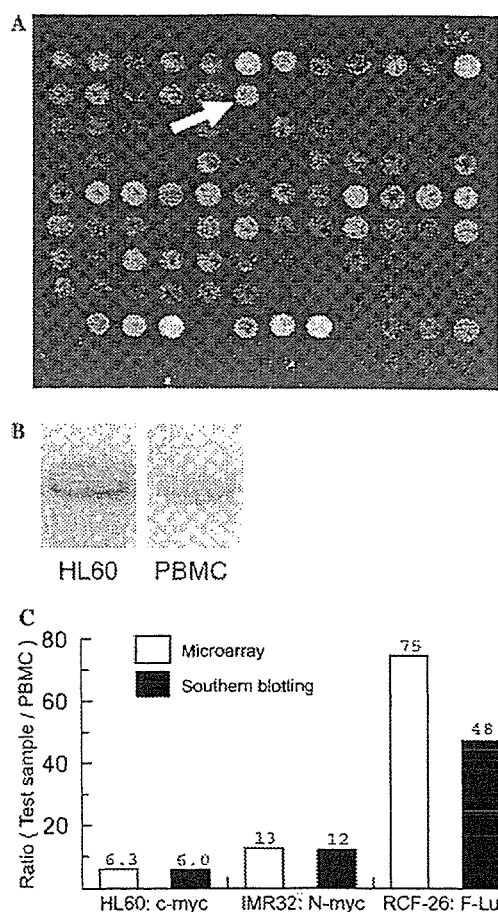 A
B
HL60 PBMC
C
Ratio ( Test sample / PBMC )
80
60
40
20
Microarray
Southern blotting
6.3 6.0 13 12 75 48
HL60: c-myc IMR32: N-myc RCF-26: F-Lu